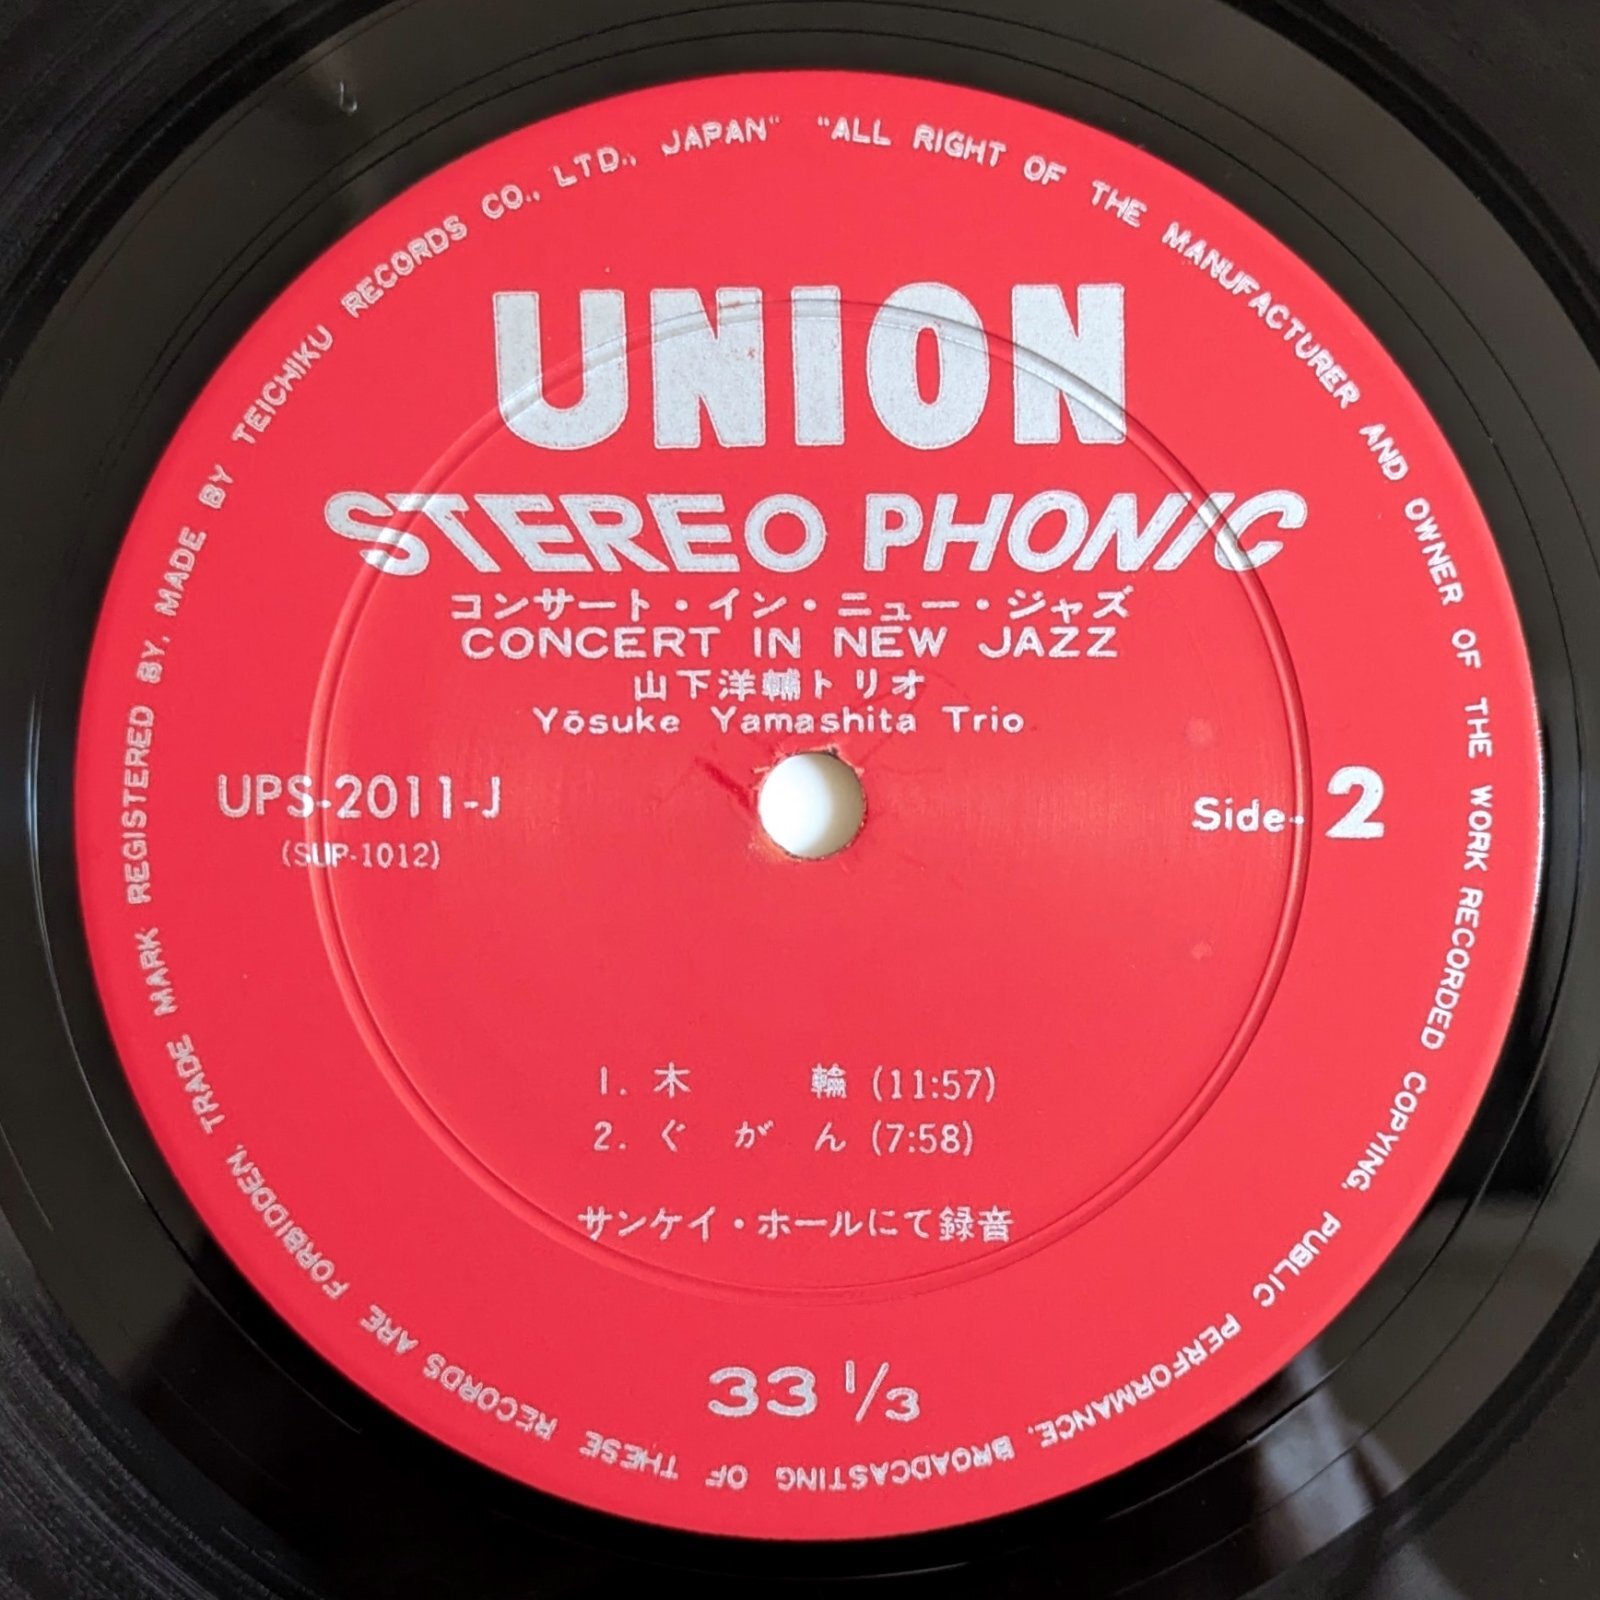 "ALL RIGHT OF THE MANUFACTURER AND OWNER OF THE WORK RECORDED COPYING, PUBLIC PERFORMANCE, BROADCASTING OF THESE RECORDS ARE FORBIDDEN, TRADE MARK REGISTERED BY, MADE BY TEICHIKU RECORDS CO., LTD., JAPAN"
UNION
STEREO PHONIC
コンサート・イン・ニュー・ジャズ
CONCERT IN NEW JAZZ
山下洋輔トリオ
Yōsuke Yamashita Trio
UPS-2011-J
(SUP-1012)
Side-2
1. 木 輪 (11:57)
2. ぐ が ん (7:58)
サンケイ・ホールにて録音
33 1/3